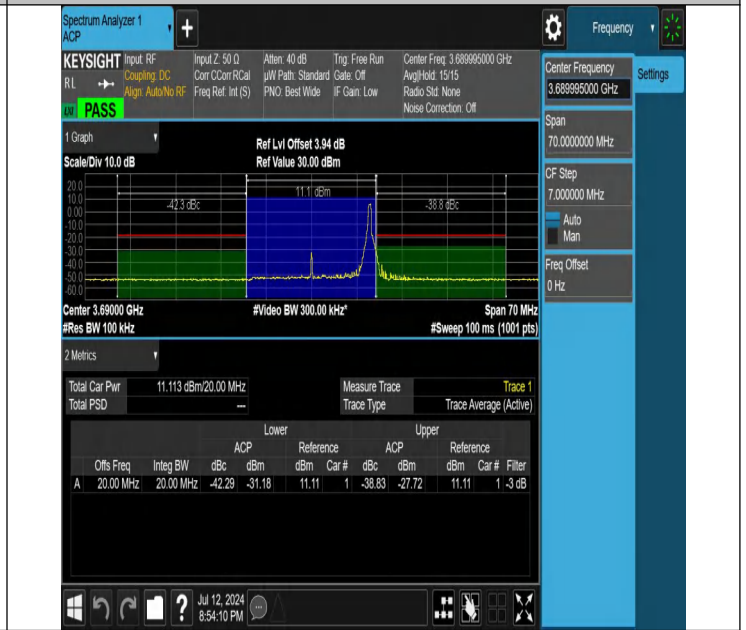 Spectrum Analyzer 1
ACP
+
Frequency
KEYSIGHT
RL
PASS
Input: RF
Coupling: DC
Align: Auto/No RF
Input Z: 50 Ω
Corr CCorr RCal
Freq Ref: Int (S)
Atten: 40 dB
µW Path: Standard
PNO: Best Wide
Trig: Free Run
Gate: Off
IF Gain: Low
Center Freq: 3.689995000 GHz
Avg|Hold: 15/15
Radio Std: None
Noise Correction: Off
Center Frequency
3.689995000 GHz
Settings
Span
70.0000000 MHz
CF Step
7.000000 MHz
Auto
Man
Freq Offset
0 Hz
1 Graph
Scale/Div 10.0 dB
Ref Lvl Offset 3.94 dB
Ref Value 30.00 dBm
20.0
10.0
0.00
-10.0
-20.0
-30.0
-40.0
-50.0
-60.0
-42.3 dBc
11.1 dBm
-38.8 dBc
Center 3.69000 GHz
#Video BW 300.00 kHz*
Span 70 MHz
#Res BW 100 kHz
#Sweep 100 ms (1001 pts)
2 Metrics
Total Car Pwr 11.113 dBm/20.00 MHz
Total PSD ---
Measure Trace Trace 1
Trace Type Trace Average (Active)
Lower Upper
ACP Reference ACP Reference
Offs Freq Integ BW dBc dBm dBm Car # dBc dBm dBm Car # Filter
A 20.00 MHz 20.00 MHz -42.29 -31.18 11.11 1 -38.83 -27.72 11.11 1 -3 dB
?
Jul 12, 2024
8:54:10 PM